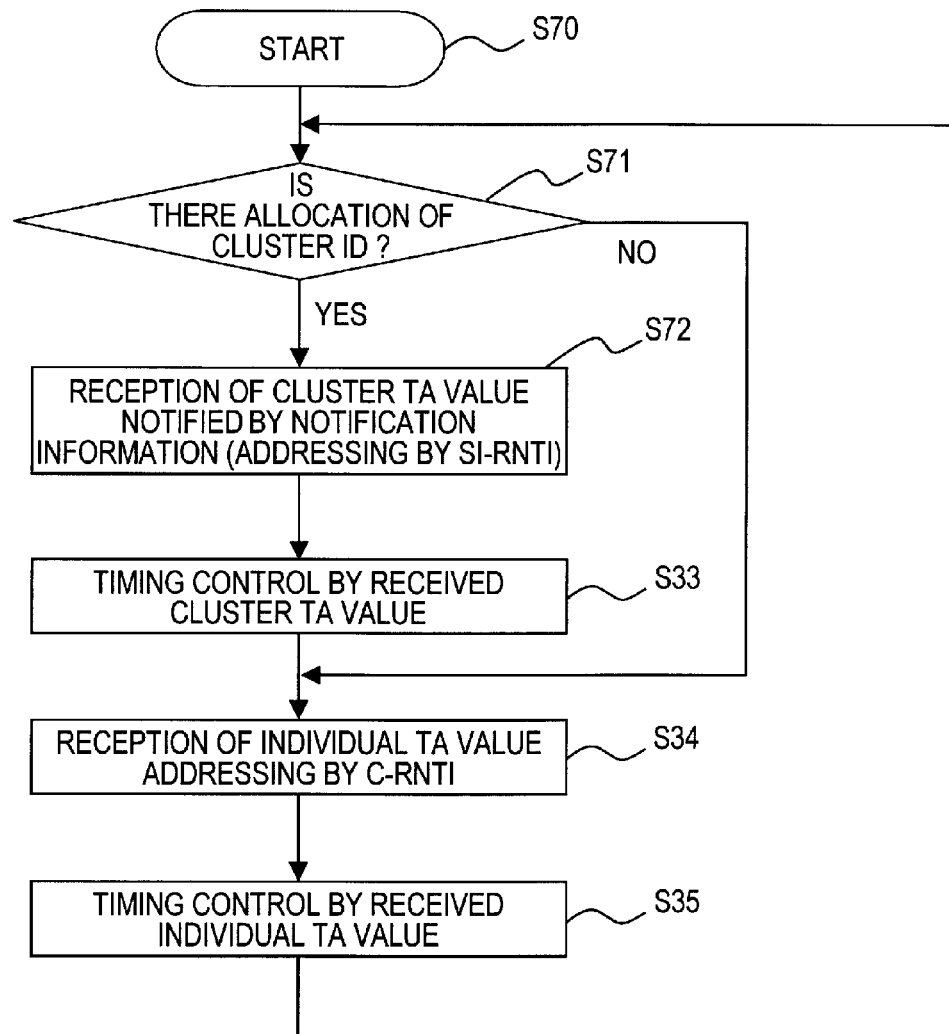 START
S70
IS
THERE ALLOCATION OF
CLUSTER ID ?
S71
NO
YES
S72
RECEPTION OF CLUSTER TA VALUE
NOTIFIED BY NOTIFICATION
INFORMATION (ADDRESSING BY SI-RNTI)
TIMING CONTROL BY RECEIVED
CLUSTER TA VALUE
S33
RECEPTION OF INDIVIDUAL TA VALUE
ADDRESSING BY C-RNTI
S34
TIMING CONTROL BY RECEIVED
INDIVIDUAL TA VALUE
S35